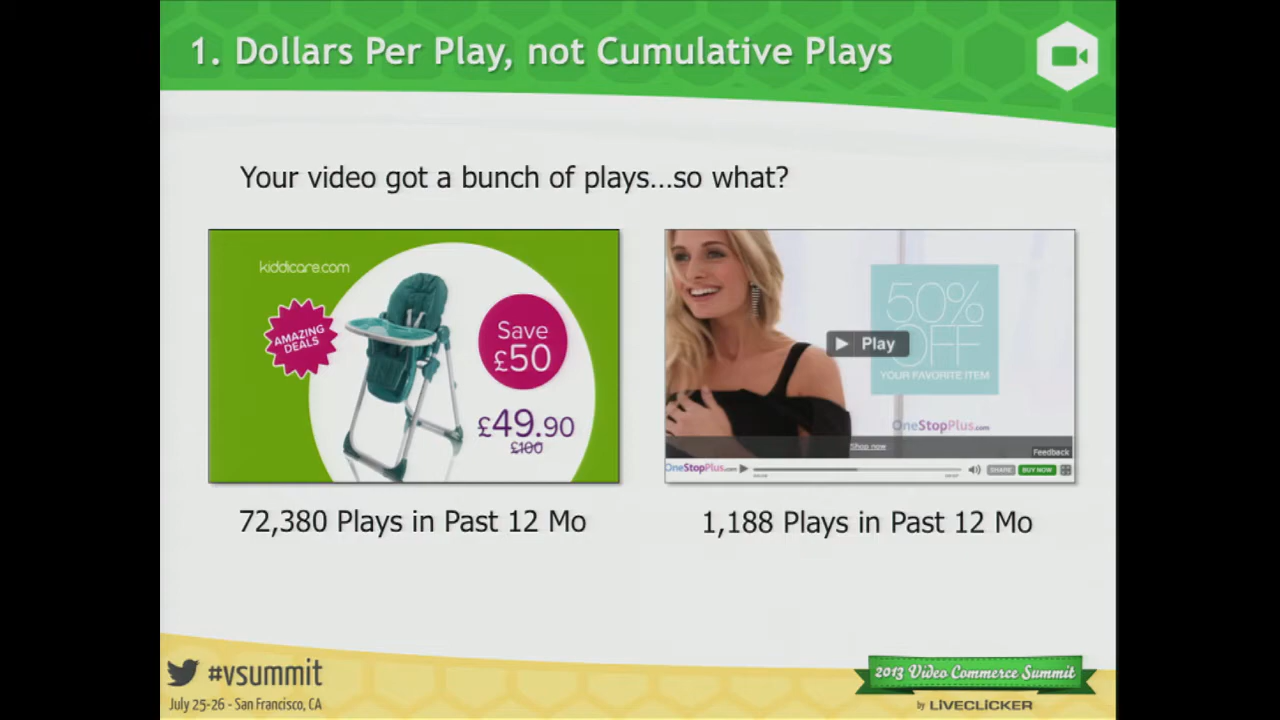 1. Dollars Per Play, not Cumulative Plays
Your video got a bunch of plays...so what?
kiddicare.com
AMAZING
DEALS
Save
£50
£49.90
£100
50%
OFF
YOUR FAVORITE ITEM
Play
OneStopPlus.com
Shop now
Feedback
OneStopPlus.com
SHARE
BUY NOW
72,380 Plays in Past 12 Mo
1,188 Plays in Past 12 Mo
#vsummit
July 25-26 - San Francisco, CA
2013 Video Commerce Summit
by LIVECLICKER